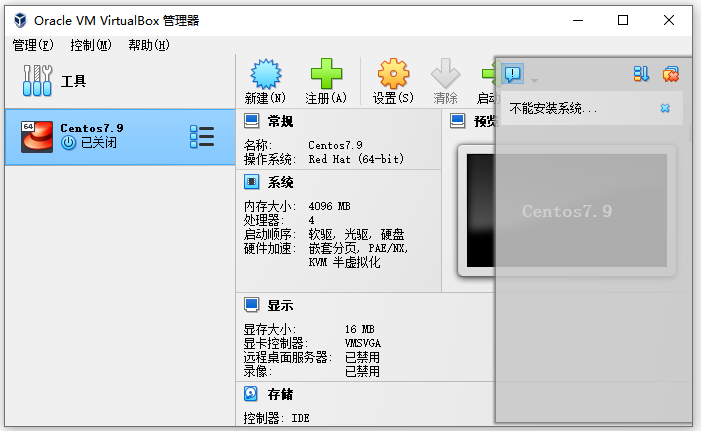 Oracle VM VirtualBox 管理器
管理(F) 控制(M) 帮助(H)
工具
新建(N) 注册(A) 设置(S) 清除 启动
不能安装系统...
64
Centos7.9
已关闭
常规
名称: Centos7.9
操作系统: Red Hat (64-bit)
预览
Centos7.9
系统
内存大小: 4096 MB
处理器: 4
启动顺序: 软驱, 光驱, 硬盘
硬件加速: 嵌套分页, PAE/NX,
KVM 半虚拟化
显示
显存大小: 16 MB
显卡控制器: VMSVGA
远程桌面服务器: 已禁用
录像: 已禁用
存储
控制器: IDE